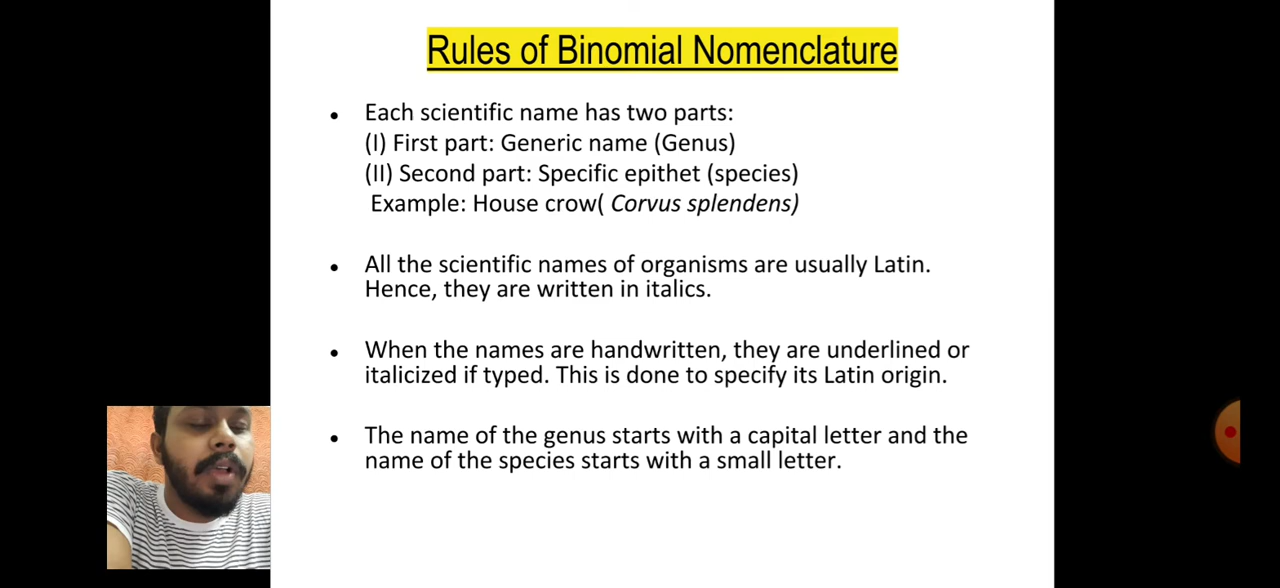 Rules of Binomial Nomenclature
• Each scientific name has two parts:
(I) First part: Generic name (Genus)
(II) Second part: Specific epithet (species)
Example: House crow( Corvus splendens)
• All the scientific names of organisms are usually Latin.
Hence, they are written in italics.
• When the names are handwritten, they are underlined or
italicized if typed. This is done to specify its Latin origin.
• The name of the genus starts with a capital letter and the
name of the species starts with a small letter.